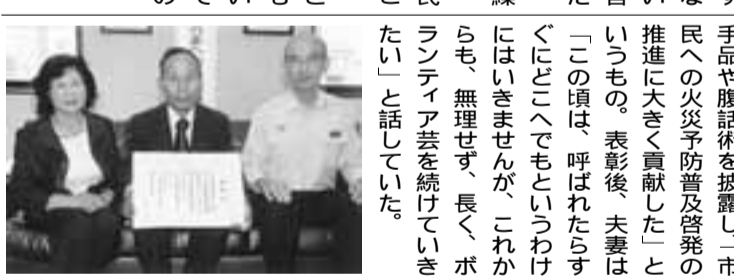 手品や腹話術を披露し「市
民への火災予防普及啓発の
推進に大きく貢献した」と
いうもの。表彰後、夫妻は
「この頃は、呼ばれたらす
ぐにどこへでもというわけ
にはいきませんが、これか
らも、無理せず、長く、ボ
ランティア芸を続けていき
たい」と話していた。